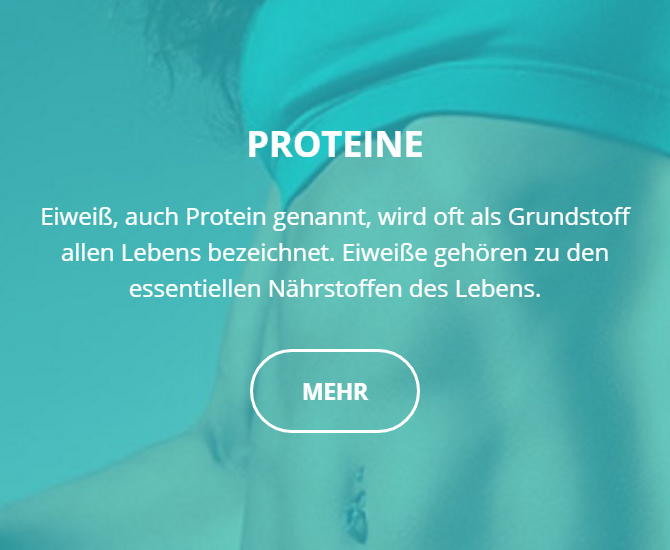 PROTEINE
Eiweiß, auch Protein genannt, wird oft als Grundstoff
allen Lebens bezeichnet. Eiweiße gehören zu den
essentiellen Nährstoffen des Lebens.
MEHR